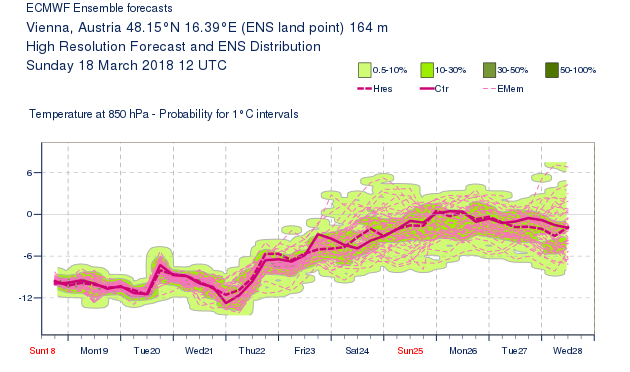 ECMWF Ensemble forecasts
Vienna, Austria 48.15°N 16.39°E (ENS land point) 164 m
High Resolution Forecast and ENS Distribution
Sunday 18 March 2018 12 UTC
0.5-10% 10-30% 30-50% 50-100%
Hres Ctr EMem
Temperature at 850 hPa - Probability for 1°C intervals
6
0
-6
-12
Sun18 Mon19 Tue20 Wed21 Thu22 Fri23 Sat24 Sun25 Mon26 Tue27 Wed28